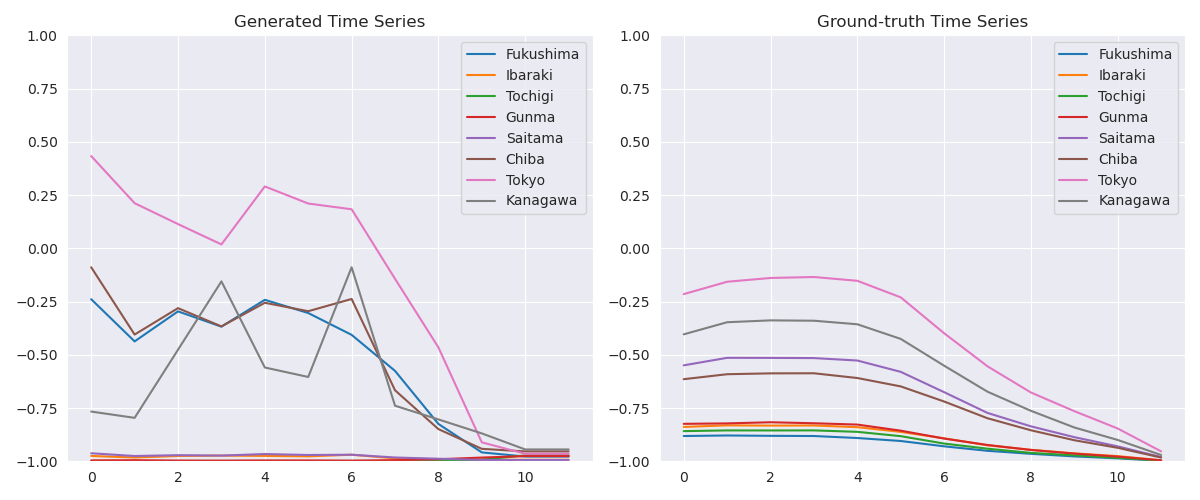 Generated Time Series
1.00
0.75
0.50
0.25
0.00
−0.25
−0.50
−0.75
−1.00
0 2 4 6 8 10
Fukushima
Ibaraki
Tochigi
Gunma
Saitama
Chiba
Tokyo
Kanagawa
Ground-truth Time Series
1.00
0.75
0.50
0.25
0.00
−0.25
−0.50
−0.75
−1.00
0 2 4 6 8 10
Fukushima
Ibaraki
Tochigi
Gunma
Saitama
Chiba
Tokyo
Kanagawa